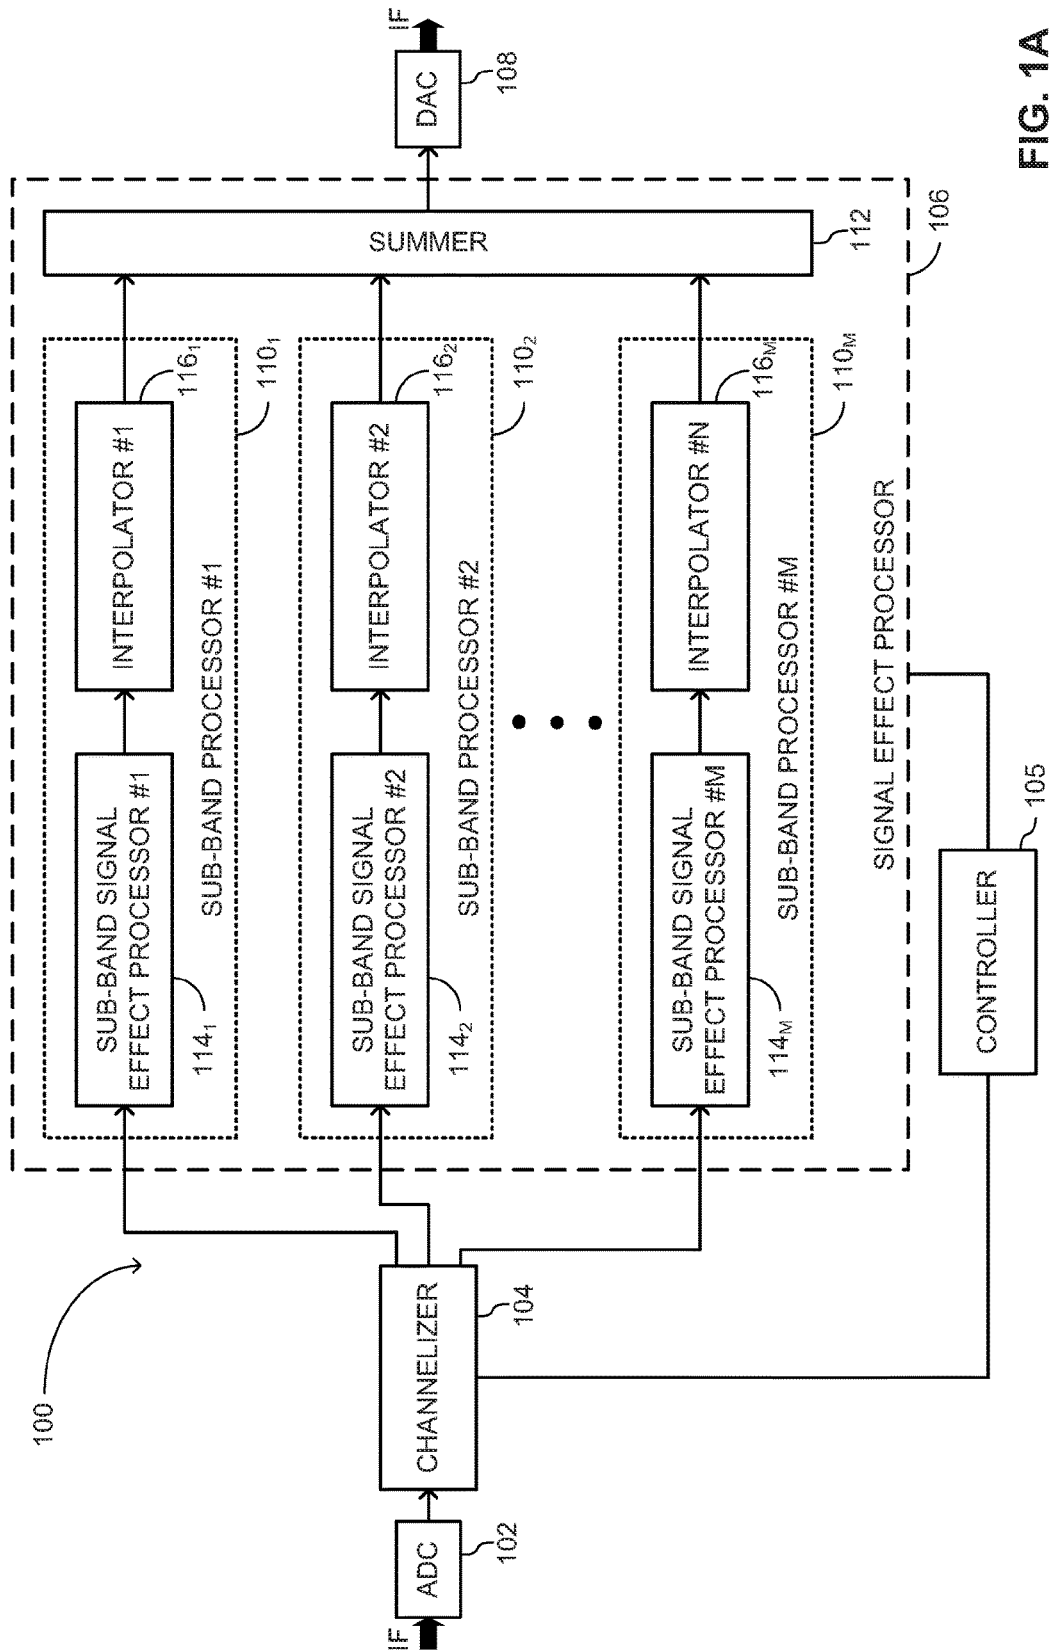 100
IF
ADC
102
CHANNELIZER
104
SUB-BAND SIGNAL
EFFECT PROCESSOR #1
114₁
INTERPOLATOR #1
116₁
SUB-BAND PROCESSOR #1
110₁
SUB-BAND SIGNAL
EFFECT PROCESSOR #2
114₂
INTERPOLATOR #2
116₂
SUB-BAND PROCESSOR #2
110₂
SUB-BAND SIGNAL
EFFECT PROCESSOR #M
114M
INTERPOLATOR #N
116M
SUB-BAND PROCESSOR #M
110M
SIGNAL EFFECT PROCESSOR
106
SUMMER
112
DAC
108
IF
CONTROLLER
105
FIG. 1A